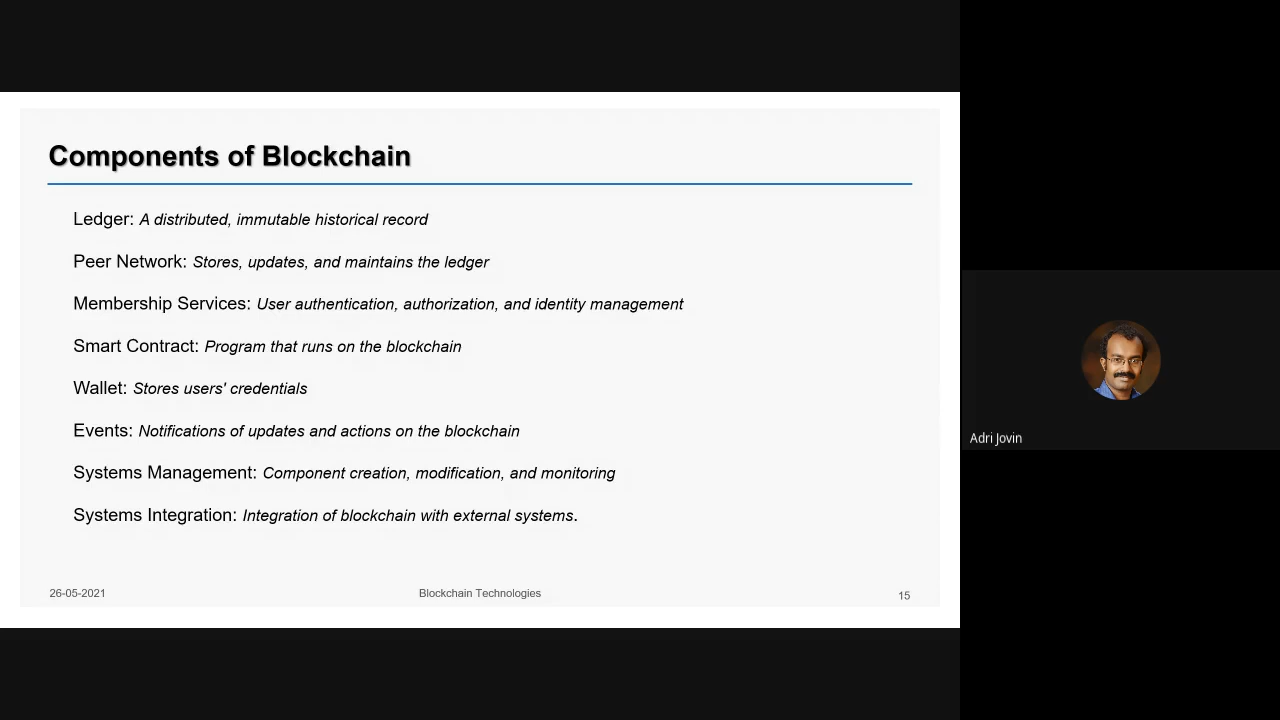 Components of Blockchain
Ledger: A distributed, immutable historical record
Peer Network: Stores, updates, and maintains the ledger
Membership Services: User authentication, authorization, and identity management
Smart Contract: Program that runs on the blockchain
Wallet: Stores users' credentials
Events: Notifications of updates and actions on the blockchain
Systems Management: Component creation, modification, and monitoring
Systems Integration: Integration of blockchain with external systems.
26-05-2021
Blockchain Technologies
15
Adri Jovin